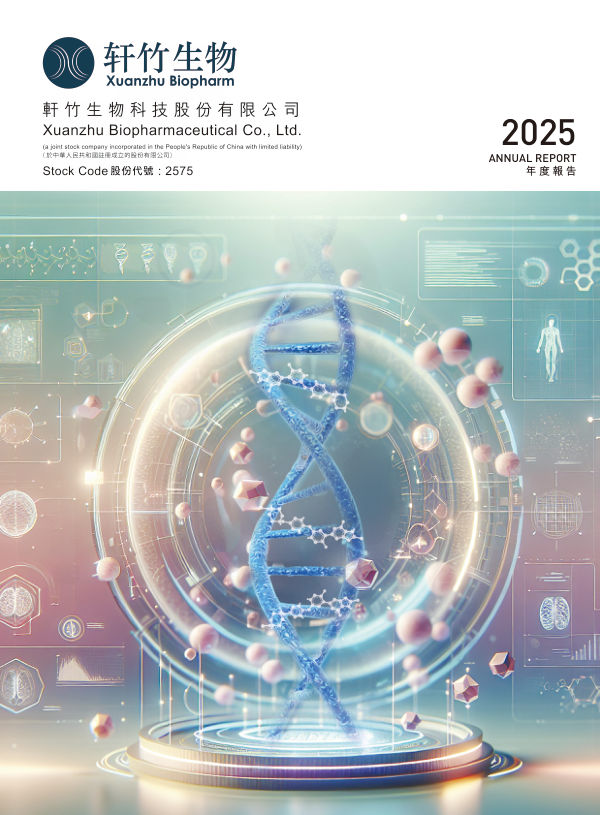 轩竹生物
Xuanzhu Biopharm
軒竹生物科技股份有限公司
Xuanzhu Biopharmaceutical Co., Ltd.
(a joint stock company incorporated in the People's Republic of China with limited liability)
(於中華人民共和國註冊成立的股份有限公司)
Stock Code 股份代號 : 2575
2025
ANNUAL REPORT
年度報告